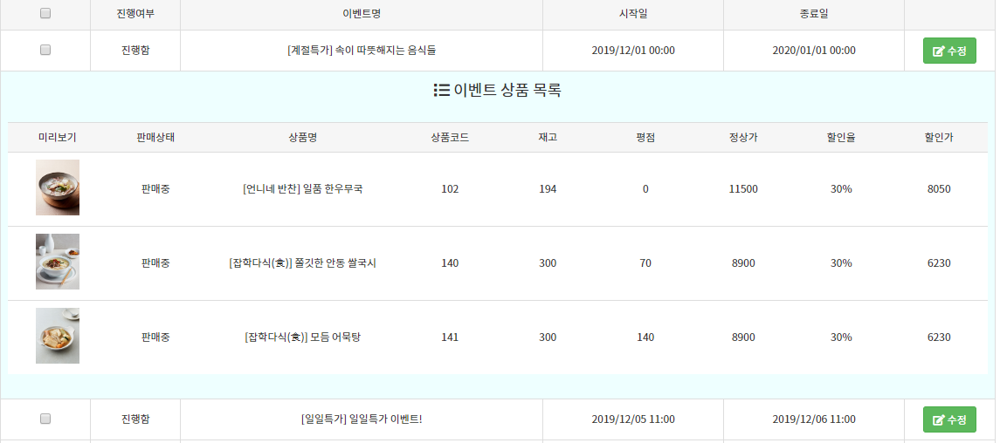 진행여부 이벤트명 시작일 종료일
진행함 [계절특가] 속이 따뜻해지는 음식들 2019/12/01 00:00 2020/01/01 00:00 수정
이벤트 상품 목록
미리보기 판매상태 상품명 상품코드 재고 평점 정상가 할인율 할인가
판매중 [언니네 반찬] 일품 한우무국 102 194 0 11500 30% 8050
판매중 [잡학다식(食)] 쫄깃한 안동 쌀국시 140 300 70 8900 30% 6230
판매중 [잡학다식(食)] 모듬 어묵탕 141 300 140 8900 30% 6230
진행함 [일일특가] 일일특가 이벤트! 2019/12/05 11:00 2019/12/06 11:00 수정